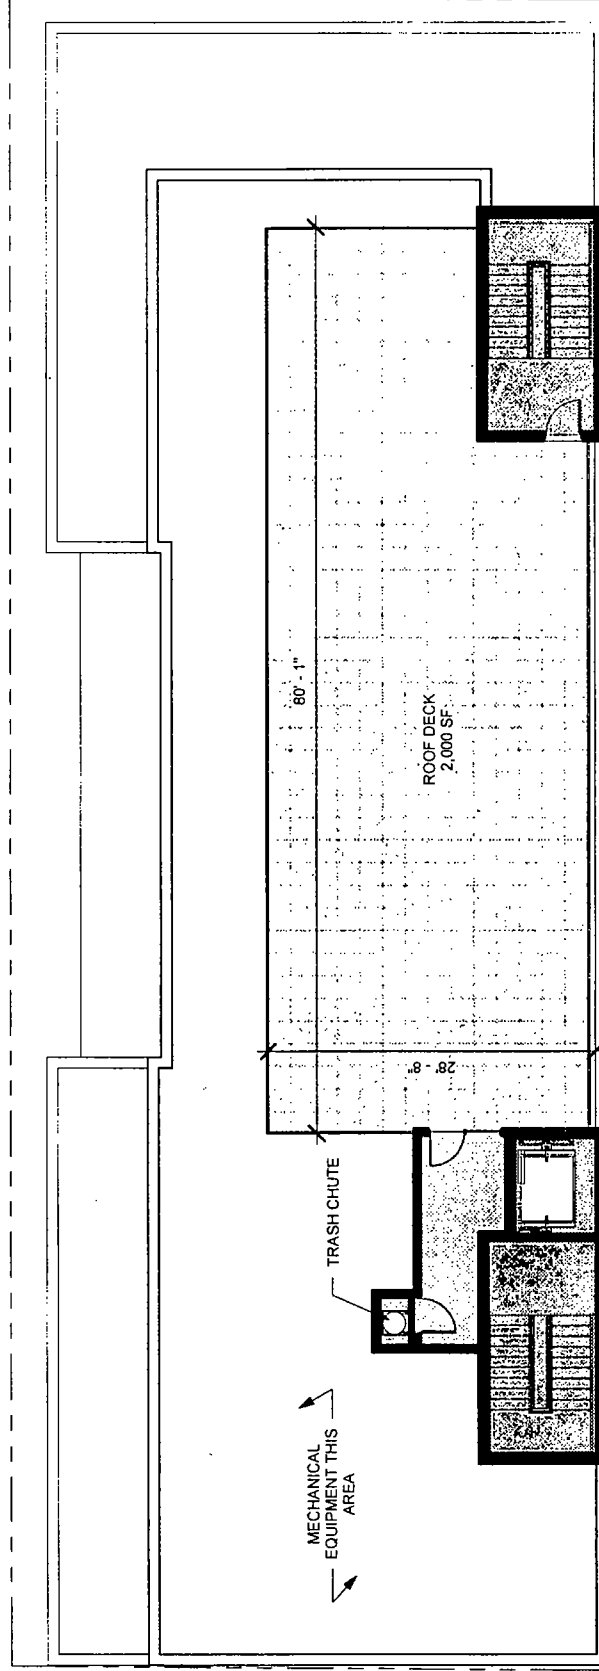 MECHANICAL
EQUIPMENT THIS
AREA
TRASH CHUTE
28' - 8"
80' - 1"
ROOF DECK
2,000 SF